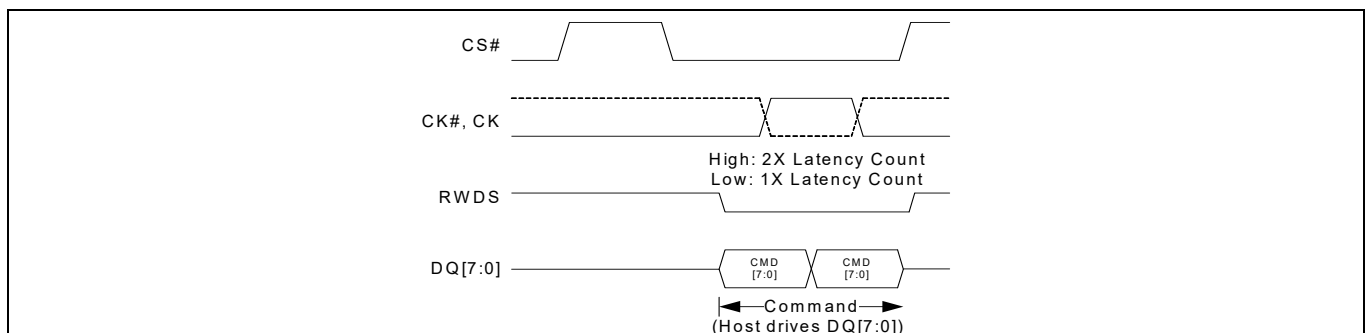 CS#
CK#, CK
High: 2X Latency Count
Low: 1X Latency Count
RWDS
DQ[7:0]
CMD
[7:0]
CMD
[7:0]
Command
(Host drives DQ[7:0])